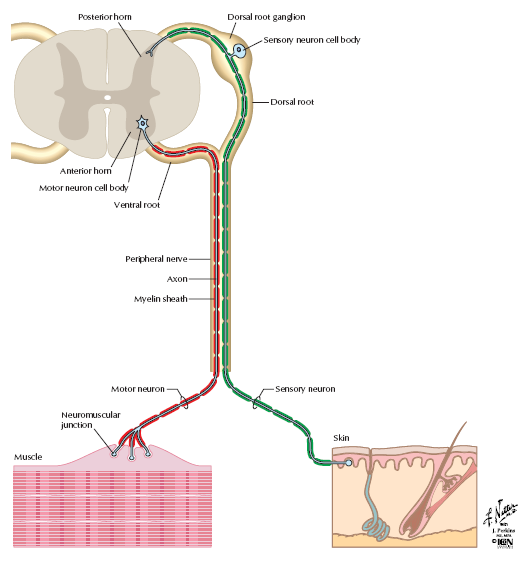 Posterior horn
Dorsal root ganglion
Sensory neuron cell body
Dorsal root
Anterior horn
Motor neuron cell body
Ventral root
Peripheral nerve
Axon
Myelin sheath
Motor neuron
Sensory neuron
Neuromuscular
junction
Muscle
Skin
J. Perkins